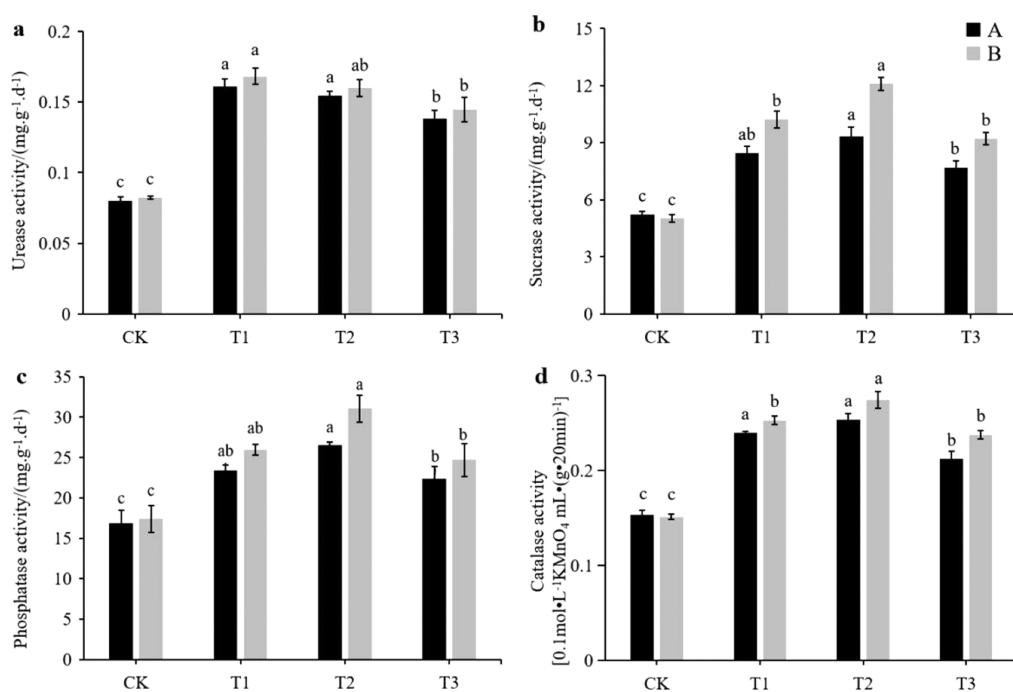 a
Urease activity/(mg.g⁻¹.d⁻¹)
0.2
0.15
0.1
0.05
0
c c
a a
a ab
b b
CK T1 T2 T3
b
A
B
Sucrase activity/(mg.g⁻¹.d⁻¹)
15
12
9
6
3
0
c c
ab b
a a
b b
CK T1 T2 T3
c
Phosphatase activity/(mg.g⁻¹.d⁻¹)
35
30
25
20
15
10
5
0
c c
ab ab
a a
b b
CK T1 T2 T3
d
Catalase activity
[0.1mol•L⁻¹KMnO₄ mL•(g•20min)⁻¹]
0.3
0.2
0.1
0
c c
a b
a a
b b
CK T1 T2 T3